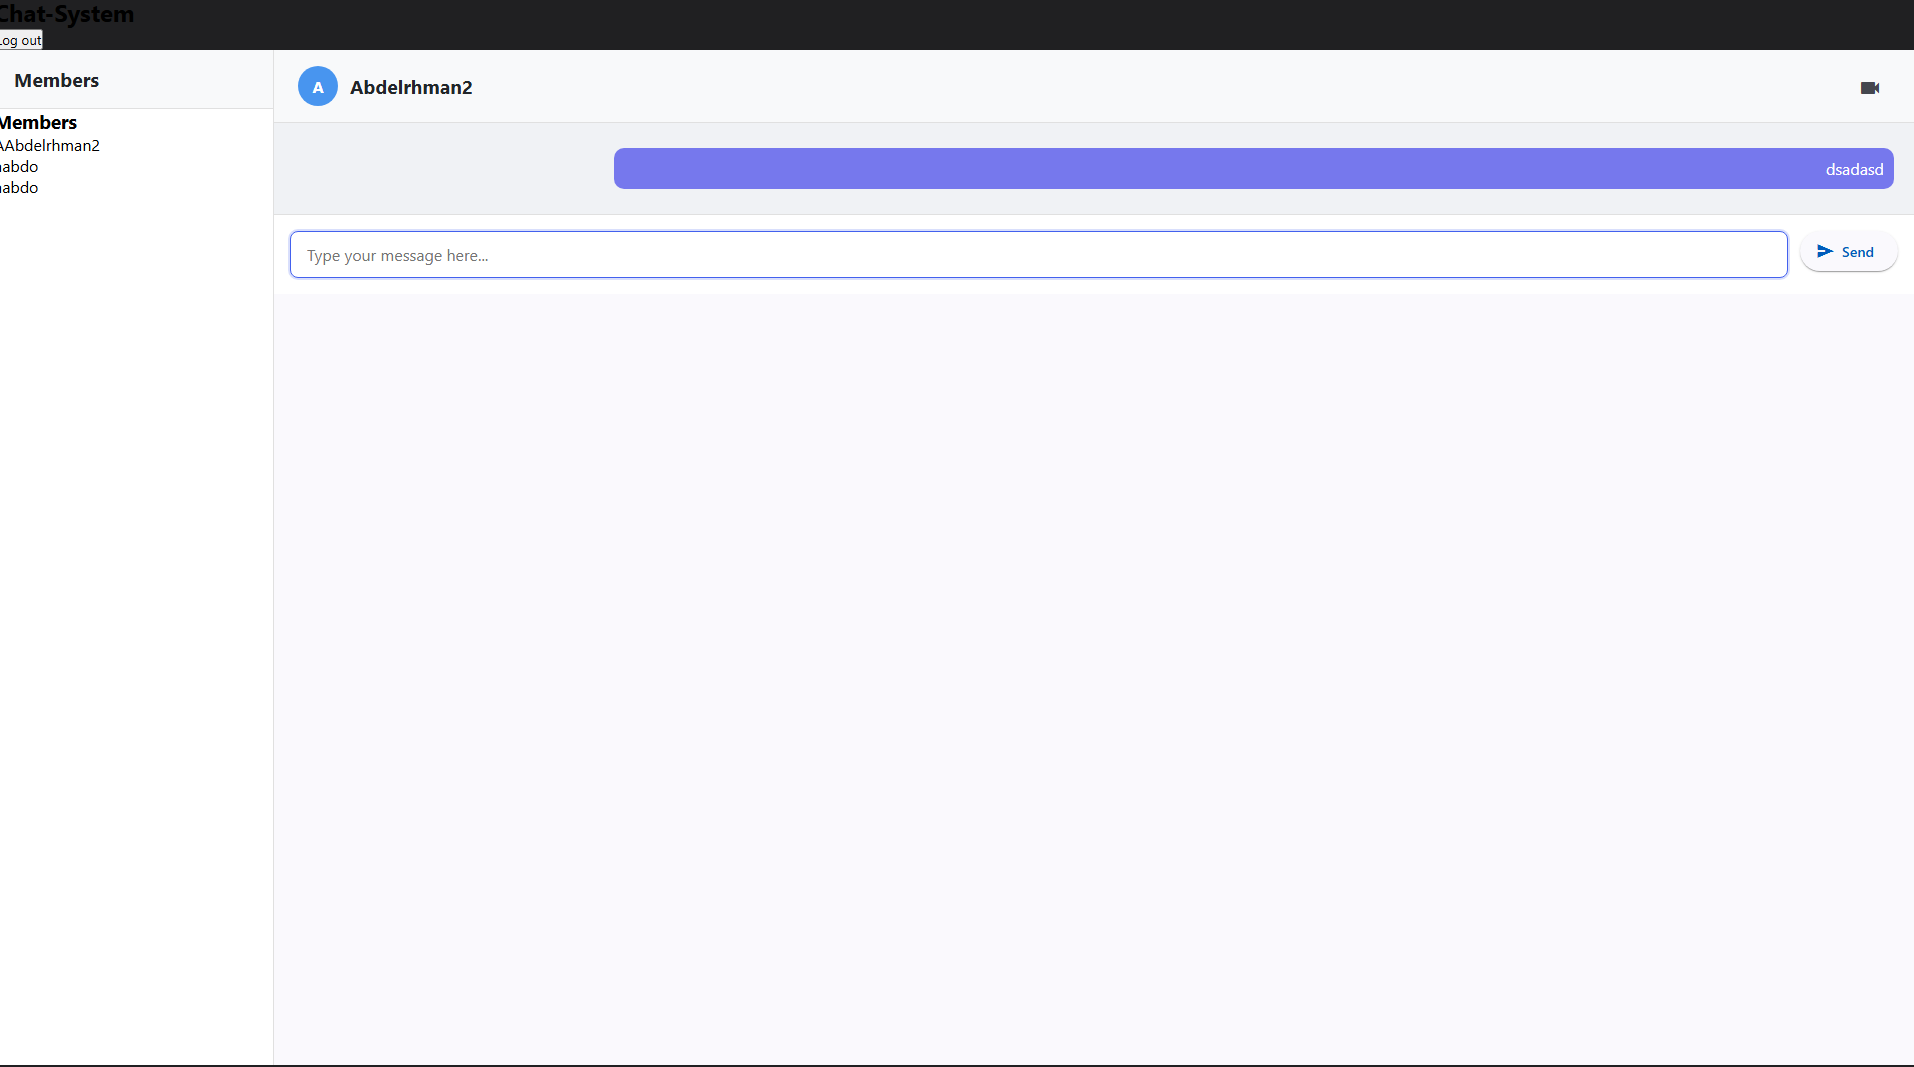 Chat-System
Log out
Members
Members
AAbdelrhman2
aabdo
aabdo
A
Abdelrhman2
dsadasd
Type your message here...
Send